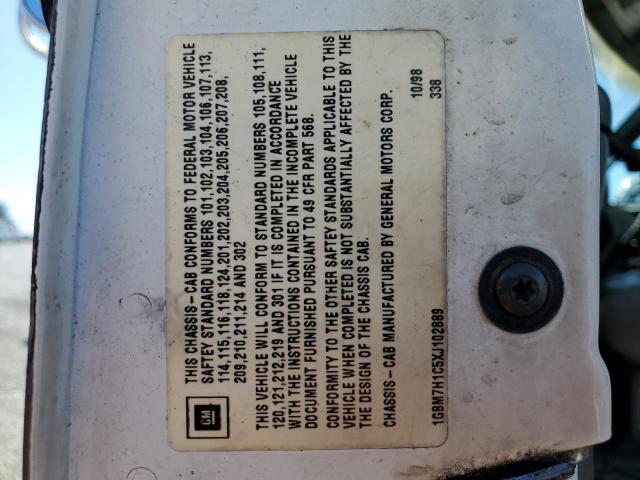 THIS CHASSIS-CAB CONFORMS TO FEDERAL MOTOR VEHICLE
SAFTEY STANDARD NUMBERS 101,102,103,104,106,107,113,
114,115,116,118,124,201,202,203,204,205,206,207,208,
209,210,211,214 AND 302
THIS VEHICLE WILL CONFORM TO STANDARD NUMBERS 105,108,111,
120,121,212,219 AND 301 IF IT IS COMPLETED IN ACCORDANCE
WITH THE INSTRUCTIONS CONTAINED IN THE INCOMPLETE VEHICLE
DOCUMENT FURNISHED PURSUANT TO 49 CFR PART 568.
CONFORMITY TO THE OTHER SAFTEY STANDARDS APPLICABLE TO THIS
VEHICLE WHEN COMPLETED IS NOT SUBSTANTIALLY AFFECTED BY THE
THE DESIGN OF THE CHASSIS CAB.
CHASSIS-CAB MANUFACTURED BY GENERAL MOTORS CORP.
10/98
338
1GBM7H1C5XJ102889
GM